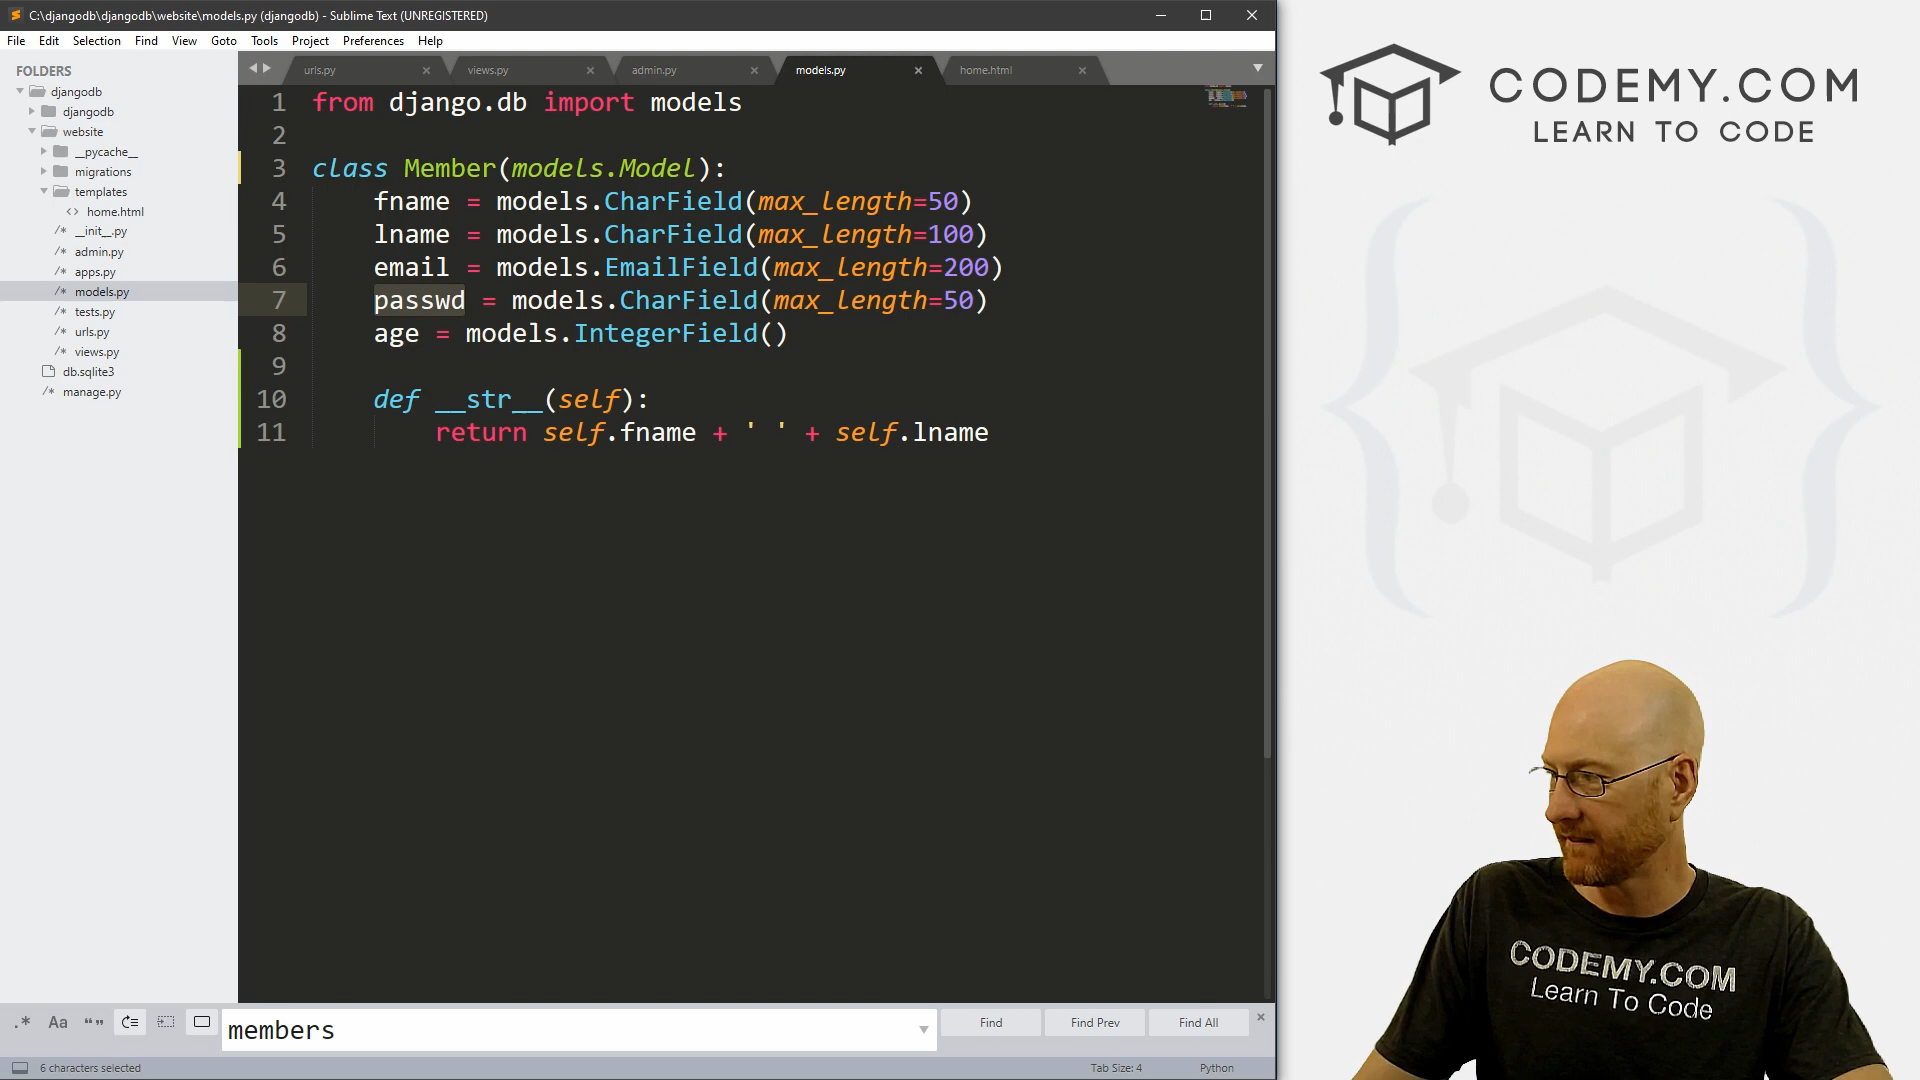 C:\djangodb\djangodb\website\models.py (djangodb) - Sublime Text (UNREGISTERED)
File Edit Selection Find View Goto Tools Project Preferences Help
FOLDERS
djangodb
djangodb
website
__pycache__
migrations
templates
home.html
__init__.py
admin.py
apps.py
models.py
tests.py
urls.py
views.py
db.sqlite3
manage.py
urls.py
views.py
admin.py
models.py
home.html
1 from django.db import models
2
3 class Member(models.Model):
4 fname = models.CharField(max_length=50)
5 lname = models.CharField(max_length=100)
6 email = models.EmailField(max_length=200)
7 passwd = models.CharField(max_length=50)
8 age = models.IntegerField()
9
10 def __str__(self):
11 return self.fname + ' ' + self.lname
.* Aa “”
members
Find Find Prev Find All
6 characters selected
Tab Size: 4
Python
CODEMY.COM
LEARN TO CODE
CODEMY.COM
Learn To Code